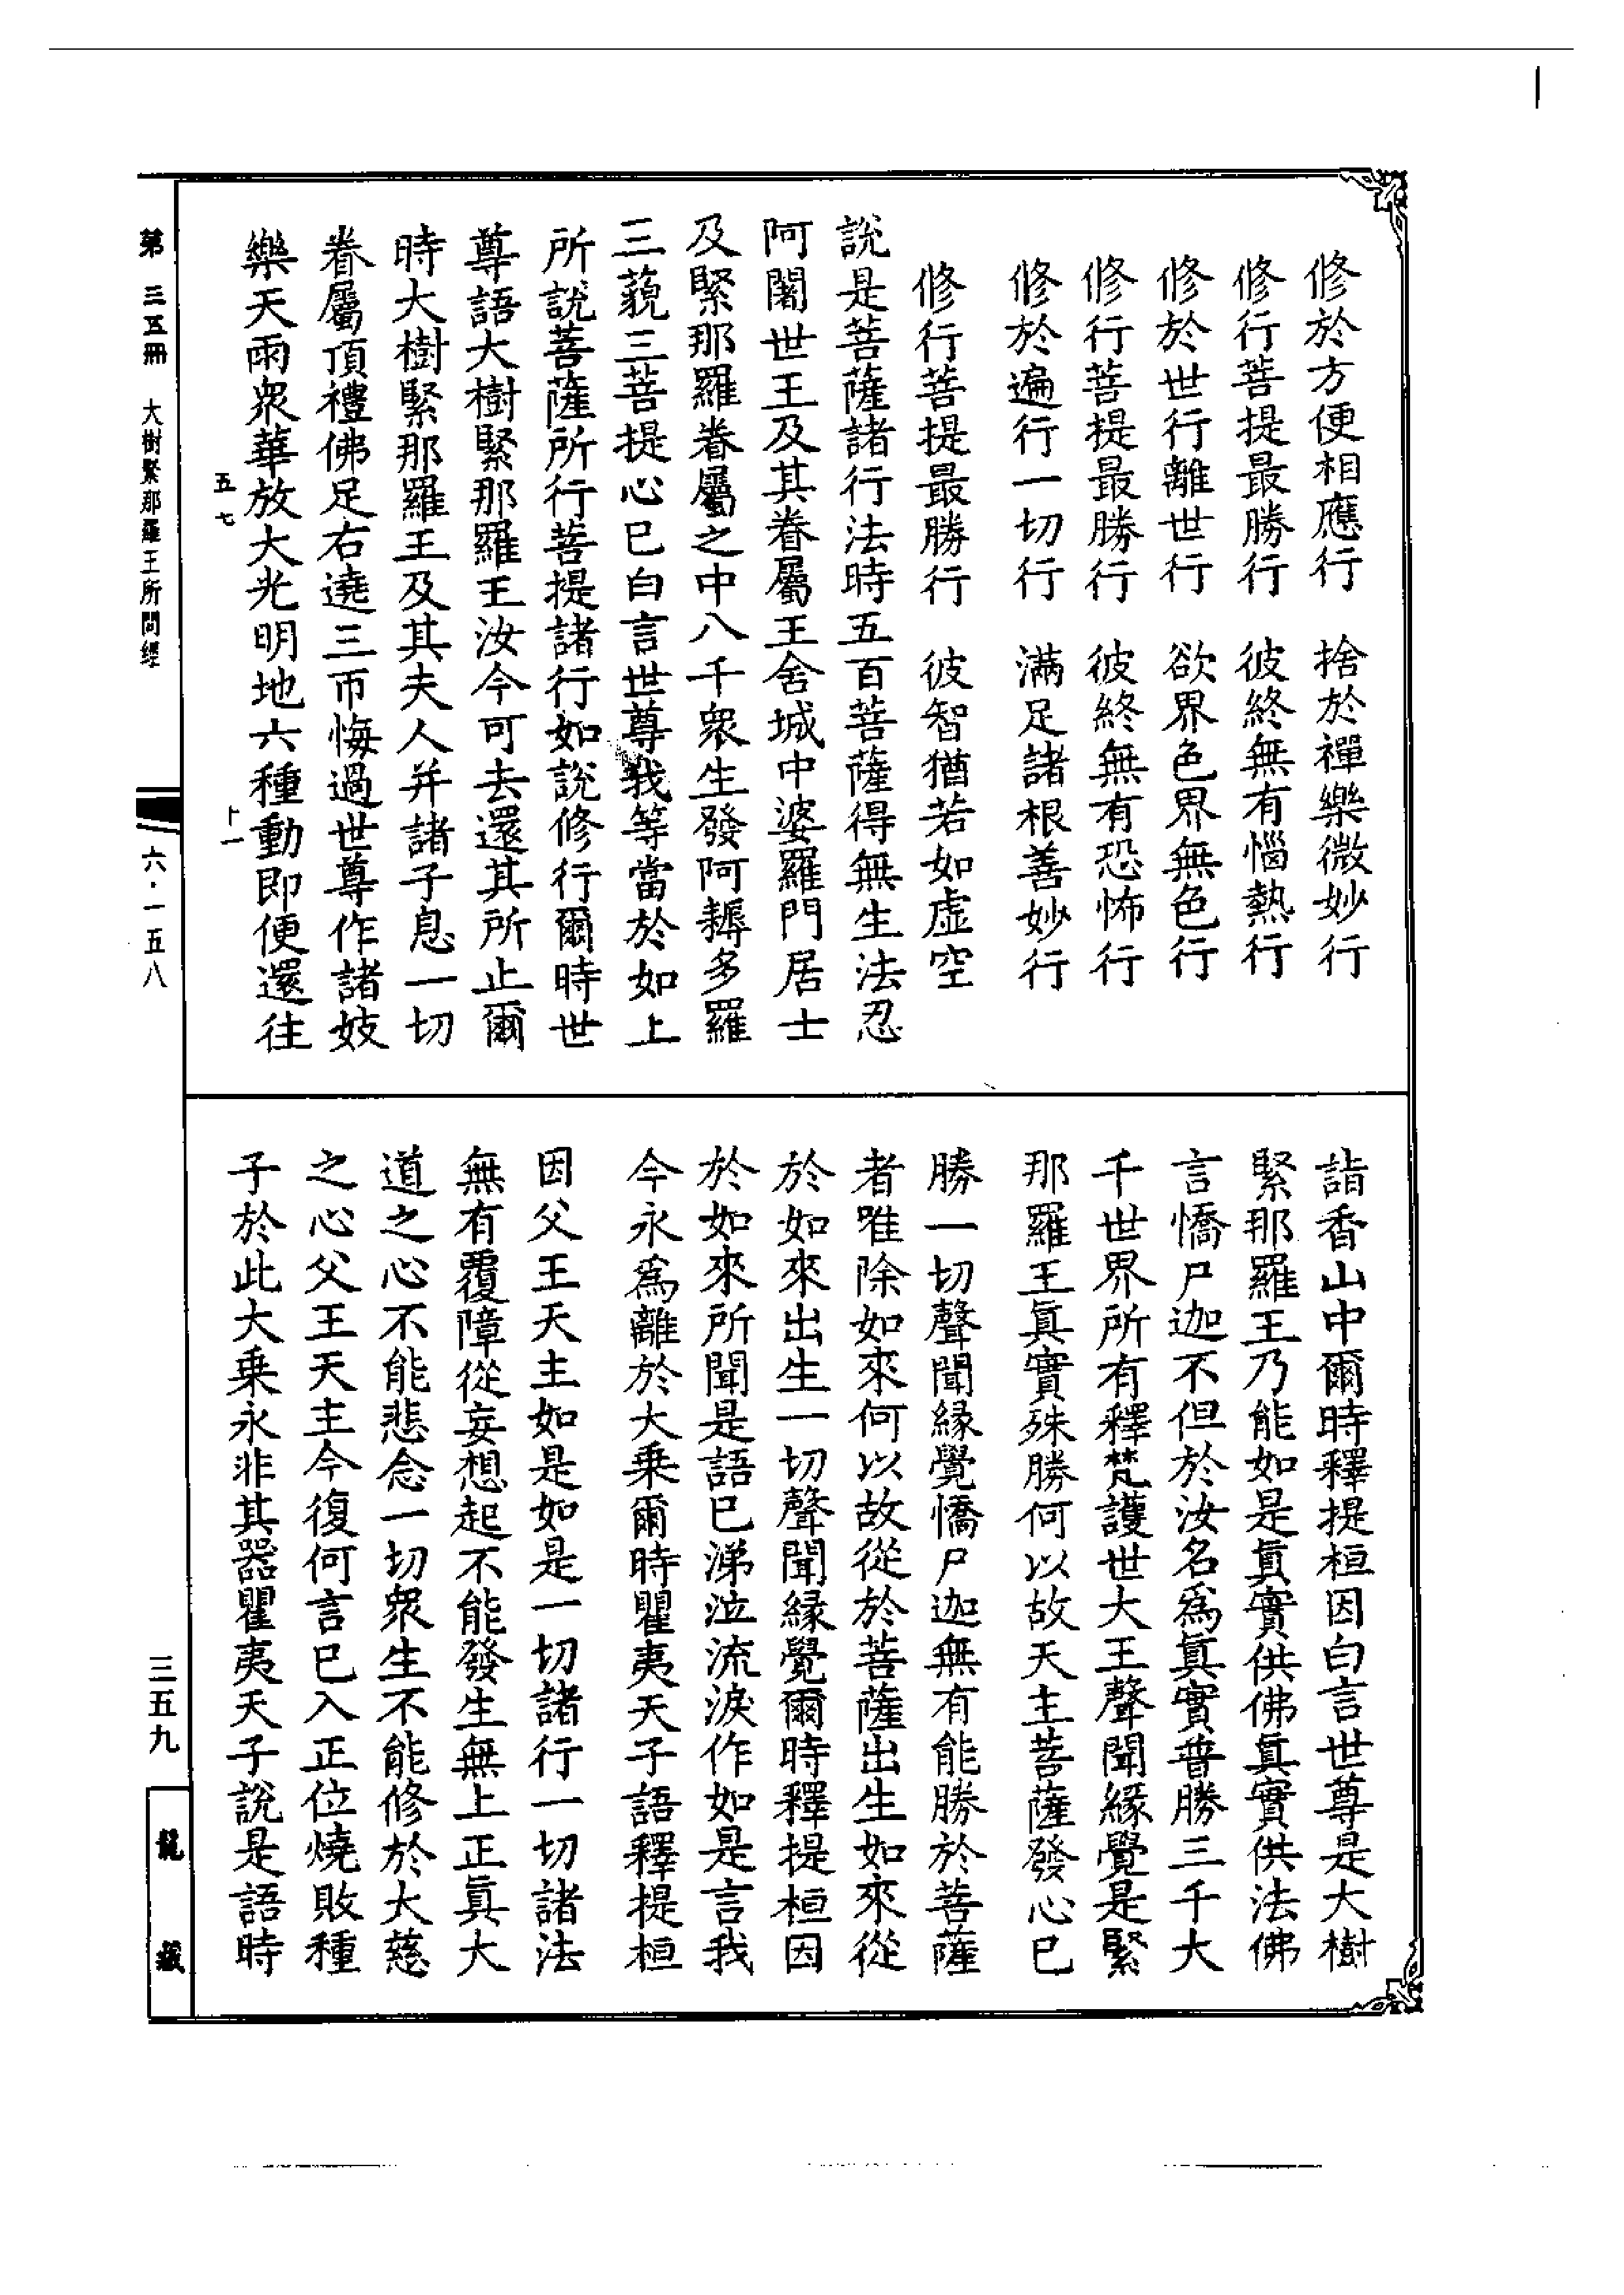 修於方便相應行　捨於禪樂微妙行
修行菩提最勝行　彼終無有惱熱行
修於世行離世行　欲界色界無色行
修行菩提最勝行　彼終無有恐怖行
修於遍行一切行　滿足諸根善妙行
修行菩提最勝行　彼智猶若如虛空
說是菩薩諸行法時五百菩薩得無生法忍
阿闍世王及其眷屬王舍城中婆羅門居士
及緊那羅眷屬之中八千衆生發阿耨多羅
三藐三菩提心已白言世尊我等當於如上
所說菩薩所行菩提諸行如說修行爾時世
尊語大樹緊那羅王汝今可去還其所止爾
時大樹緊那羅王及其夫人并諸子息一切
眷屬頂禮佛足右遶三帀悔過世尊作諸妓
樂天雨衆華放大光明地六種動即便還往
五七
上一
詣香山中爾時釋提桓因白言世尊是大樹
緊那羅王乃能如是眞實供佛眞實供法佛
言憍尸迦不但於汝名爲眞實普勝三千大
千世界所有釋梵護世大王聲聞緣覺是緊
那羅王眞實殊勝何以故天主菩薩發心已
勝一切聲聞緣覺憍尸迦無有能勝於菩薩
者唯除如來何以故從於菩薩出生如來從
於如來出生一切聲聞緣覺爾時釋提桓因
於如來所聞是語已涕泣流淚作如是言我
今永爲離於大乘爾時瞿夷天子語釋提桓
因父王天主如是如是一切諸行一切諸法
無有覆障從妄想起不能發生無上正眞大
道之心不能悲念一切衆生不能修於大慈
之心父王天主今復何言已入正位燒敗種
子於此大乘永非其器瞿夷天子說是語時
第三五冊　大樹緊那羅王所問經
六·一五八
三五九
龍藏